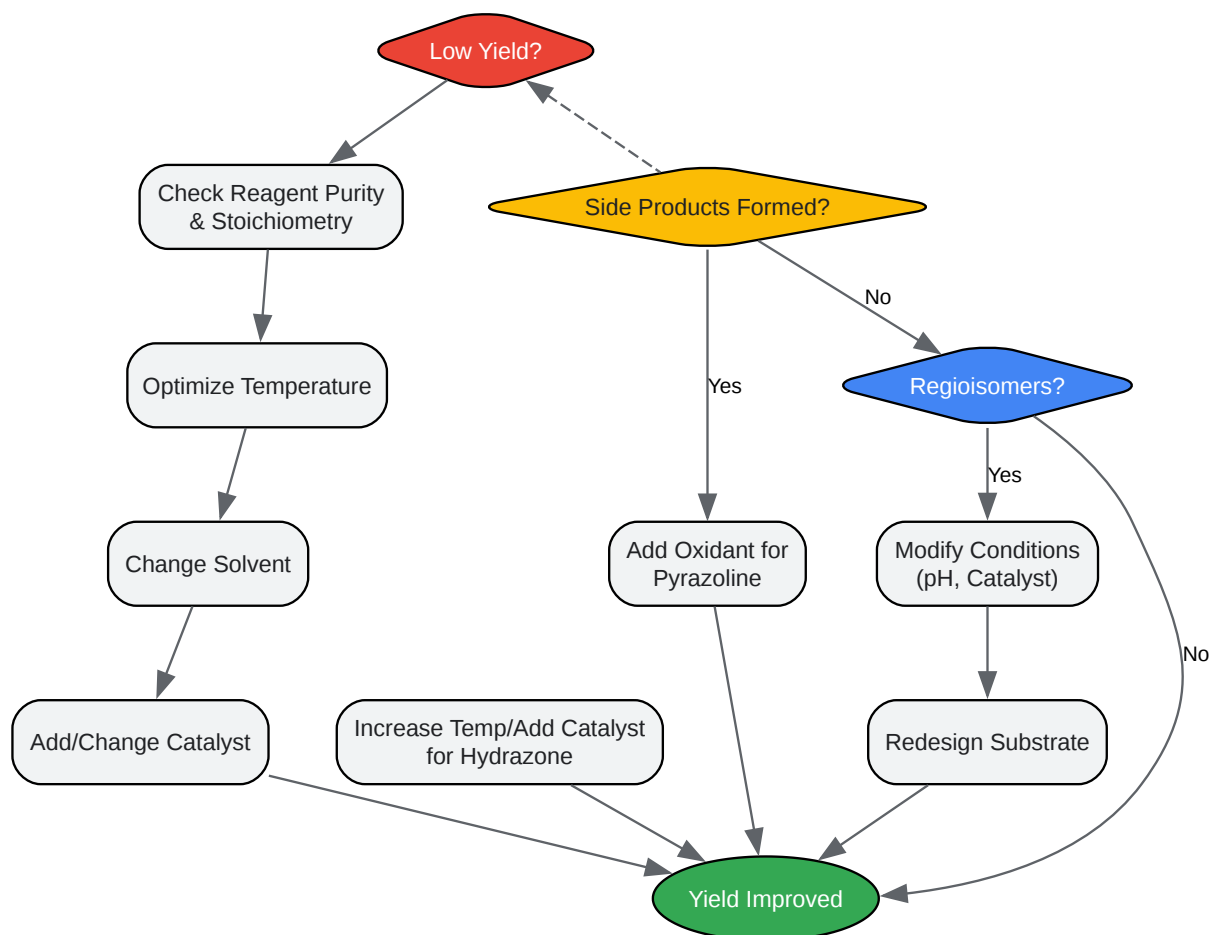 Low Yield?
Check Reagent Purity
& Stoichiometry
Side Products Formed?
No
Optimize Temperature
Yes
Regioisomers?
Yes
Change Solvent
Add Oxidant for
Pyrazoline
Modify Conditions
(pH, Catalyst)
No
Add/Change Catalyst
Increase Temp/Add Catalyst
for Hydrazone
Redesign Substrate
Yield Improved